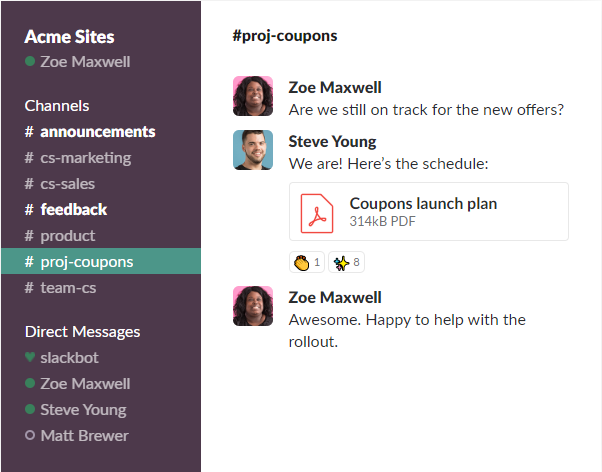 Acme Sites
Zoe Maxwell
Channels
# announcements
# cs-marketing
# cs-sales
# feedback
# product
# proj-coupons
# team-cs
Direct Messages
slackbot
Zoe Maxwell
Steve Young
Matt Brewer
#proj-coupons
Zoe Maxwell
Are we still on track for the new offers?
Steve Young
We are! Here’s the schedule:
Coupons launch plan
314kB PDF
1 8
Zoe Maxwell
Awesome. Happy to help with the
rollout.